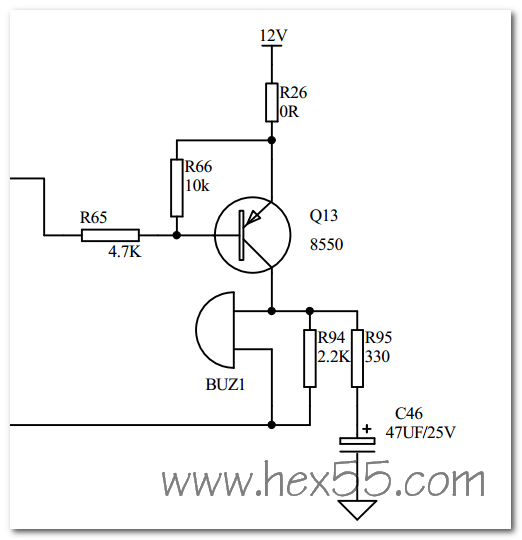 12V
R26
0R
R66
10k
R65
4.7K
Q13
8550
R94
2.2K
R95
330
BUZ1
C46
+
47UF/25V
www.hex55.com